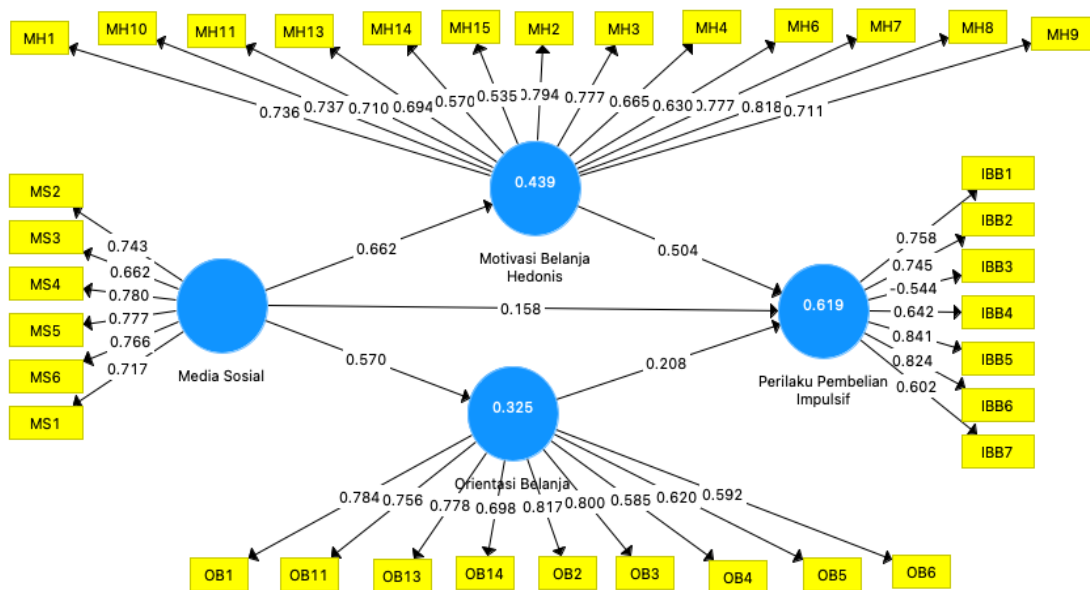 MH1 MH10 MH11 MH13 MH14 MH15 MH2 MH3 MH4 MH6 MH7 MH8 MH9
0.736 0.737 0.710 0.694 0.570 0.535 0.794 0.777 0.665 0.630 0.777 0.818 0.711
MS2
MS3
MS4
MS5
MS6
MS1
0.743
0.662
0.780
0.777
0.766
0.717
Media Sosial
0.662
0.158
0.570
0.439
Motivasi Belanja
Hedonis
0.504
0.325
Orientasi Belanja
0.208
0.619
Perilaku Pembelian
Impulsif
0.758
0.745
-0.544
0.642
0.841
0.824
0.602
IBB1
IBB2
IBB3
IBB4
IBB5
IBB6
IBB7
0.784 0.756 0.778 0.698 0.817 0.800 0.585 0.620 0.592
OB1 OB11 OB13 OB14 OB2 OB3 OB4 OB5 OB6